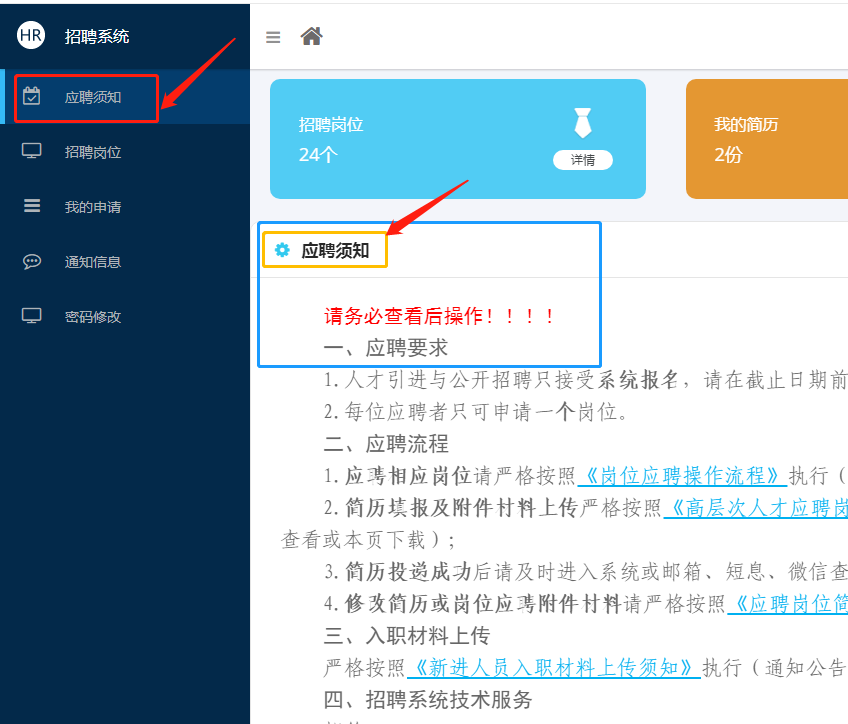 HR 招聘系统
应聘须知
招聘岗位
我的申请
通知信息
密码修改
招聘岗位
24个
详情
我的简历
2份
应聘须知
请务必查看后操作！！！！
一、应聘要求
1.人才引进与公开招聘只接受系统报名，请在截止日期前
2.每位应聘者只可申请一个岗位。
二、应聘流程
1.应聘相应岗位请严格按照《岗位应聘操作流程》执行（
2.简历填报及附件材料上传严格按照《高层次人才应聘岗
查看或本页下载）；
3.简历投递成功后请及时进入系统或邮箱、短息、微信查
4.修改简历或岗位应聘附件材料请严格按照《应聘岗位简
三、入职材料上传
严格按照《新进人员入职材料上传须知》执行（通知公告
四、招聘系统技术服务